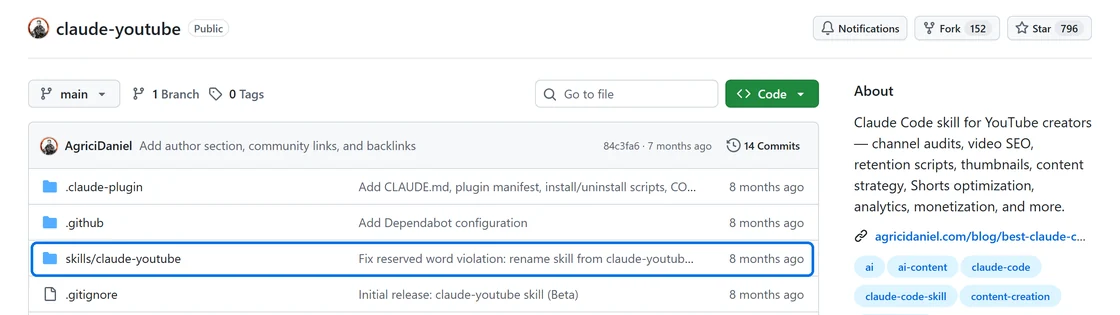 claude-youtube Public Notifications Fork 152 Star 796
main 1 Branch 0 Tags Go to file Code
AgriciDaniel Add author section, community links, and backlinks 84c3fa6 · 7 months ago 14 Commits
.claude-plugin Add CLAUDE.md, plugin manifest, install/uninstall scripts, CO... 8 months ago
.github Add Dependabot configuration 8 months ago
skills/claude-youtube Fix reserved word violation: rename skill from claude-youtub... 8 months ago
.gitignore Initial release: claude-youtube skill (Beta) 8 months ago
About
Claude Code skill for YouTube creators
— channel audits, video SEO,
retention scripts, thumbnails, content
strategy, Shorts optimization,
analytics, monetization, and more.
agricidaniel.com/blog/best-claude-c...
ai ai-content claude-code
claude-code-skill content-creation